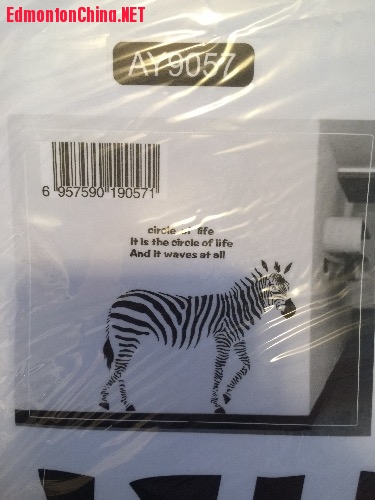 EdmontonChina.NET
AY9057
6 957590 190571
circle of life
It is the circle of life
And it waves at all